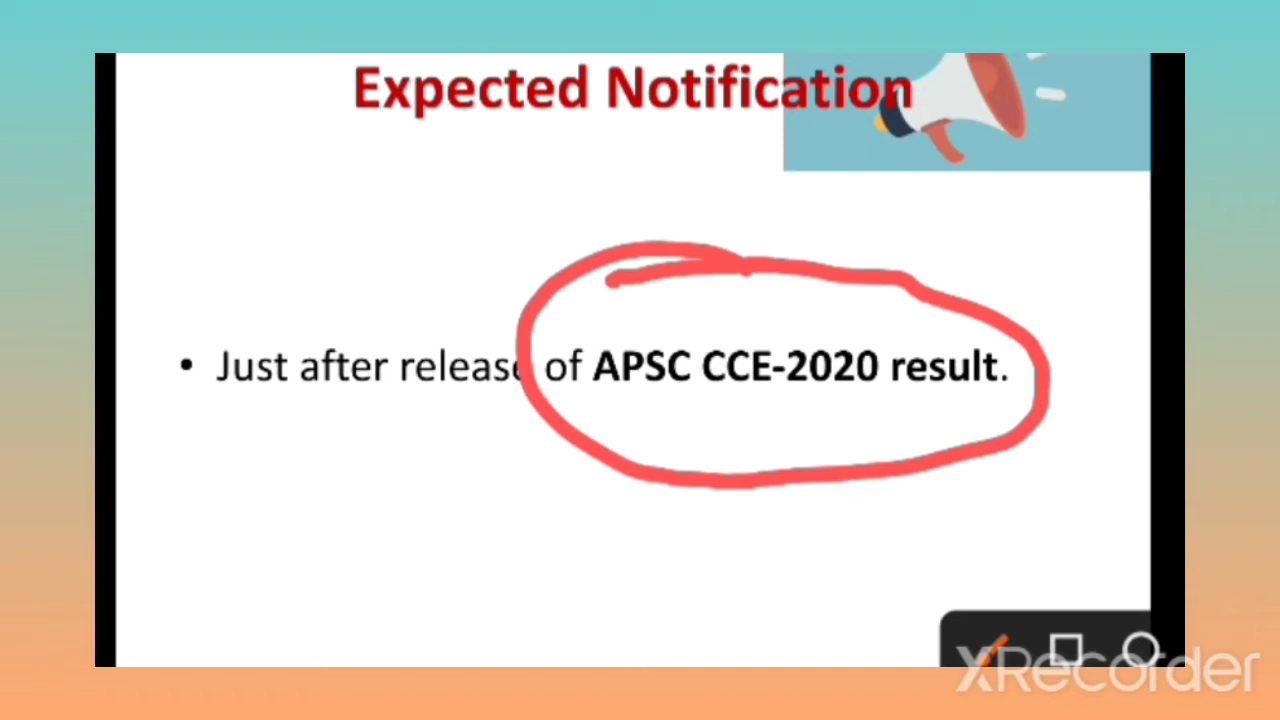 Expected Notification
• Just after release of APSC CCE-2020 result.
XRecorder